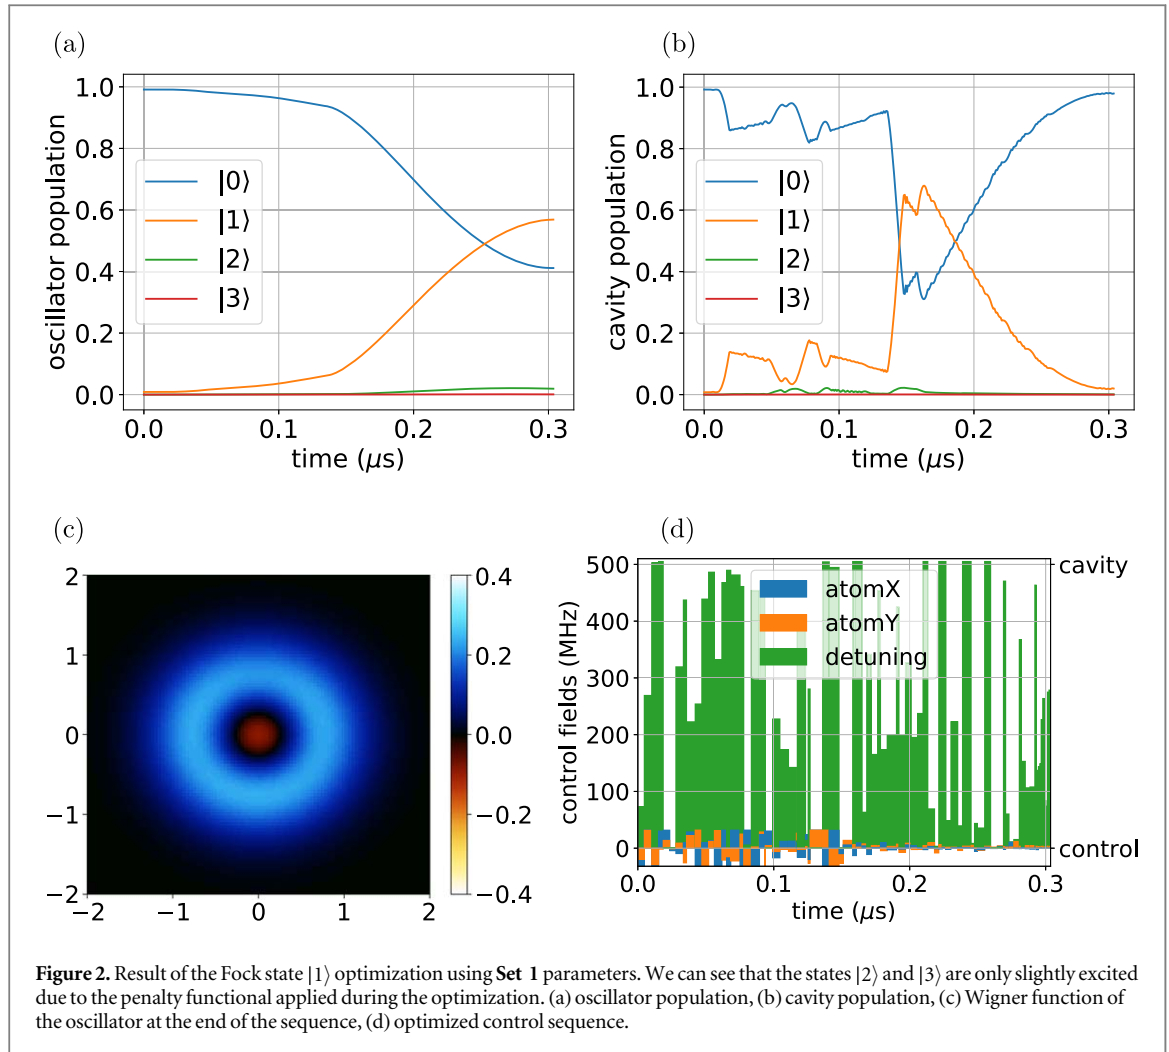 (a)
1.0
0.8
0.6
0.4
0.2
0.0
oscillator population
|0⟩
|1⟩
|2⟩
|3⟩
0.0 0.1 0.2 0.3
time (μs)
(b)
1.0
0.8
0.6
0.4
0.2
0.0
cavity population
|0⟩
|1⟩
|2⟩
|3⟩
0.0 0.1 0.2 0.3
time (μs)
(c)
2
1
0
−1
−2
−2 −1 0 1 2
0.4
0.2
0.0
−0.2
−0.4
(d)
500
400
300
200
100
0
control fields (MHz)
atomX
atomY
detuning
cavity
control
0.0 0.1 0.2 0.3
time (μs)
Figure 2. Result of the Fock state |1⟩ optimization using Set 1 parameters. We can see that the states |2⟩ and |3⟩ are only slightly excited
due to the penalty functional applied during the optimization. (a) oscillator population, (b) cavity population, (c) Wigner function of
the oscillator at the end of the sequence, (d) optimized control sequence.